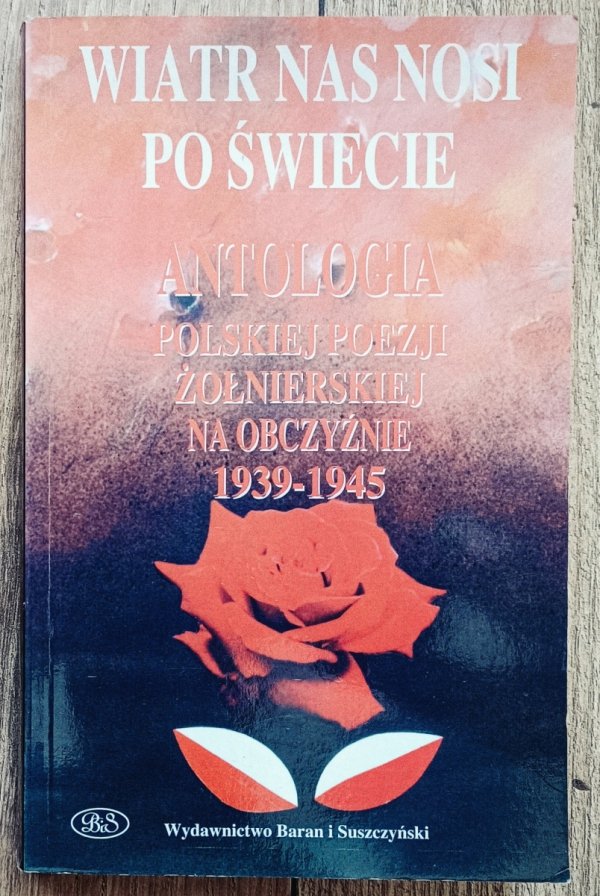 WIATR NAS NOSI
PO ŚWIECIE
ANTOLOGIA
POLSKIEJ POEZJI
ŻOŁNIERSKIEJ
NA OBCZYŹNIE
1939-1945
BiS
Wydawnictwo Baran i Suszczyński